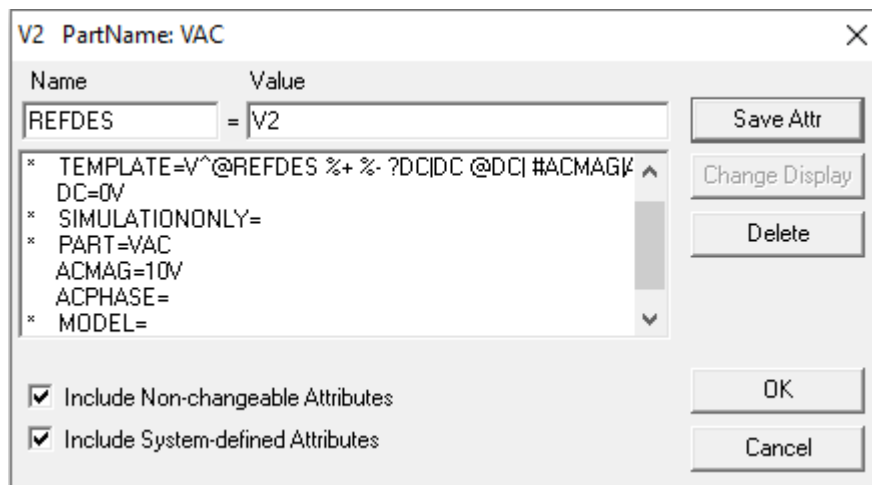 V2 PartName: VAC
Name Value
REFDES = V2
Save Attr
* TEMPLATE=V^@REFDES %+ %- ?DC|DC @DC| #ACMAG|A
DC=0V
* SIMULATIONONLY=
* PART=VAC
ACMAG=10V
ACPHASE=
* MODEL=
Change Display
Delete
Include Non-changeable Attributes
Include System-defined Attributes
OK
Cancel